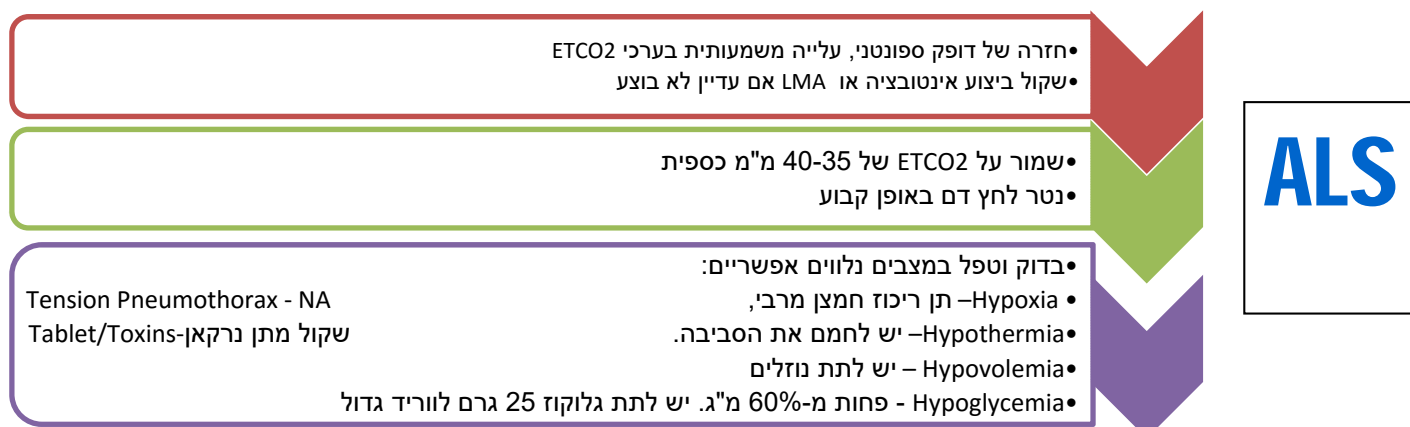 •חזרה של דופק ספונטני, עלייה משמעותית בערכי ETCO2
•שקול ביצוע אינטובציה או LMA אם עדיין לא בוצע
ALS
•שמור על ETCO2 של 40-35 מ"מ כספית
•נטר לחץ דם באופן קבוע
•בדוק וטפל במצבים נלווים אפשריים:
•Hypoxia– תן ריכוז חמצן מרבי,
Tension Pneumothorax - NA
•Hypothermia– יש לחמם את הסביבה.
Tablet/Toxins-שקול מתן נרקאן
•Hypovolemia – יש לתת נוזלים
•Hypoglycemia - פחות מ-60% מ"ג. יש לתת גלוקוז 25 גרם לווריד גדול